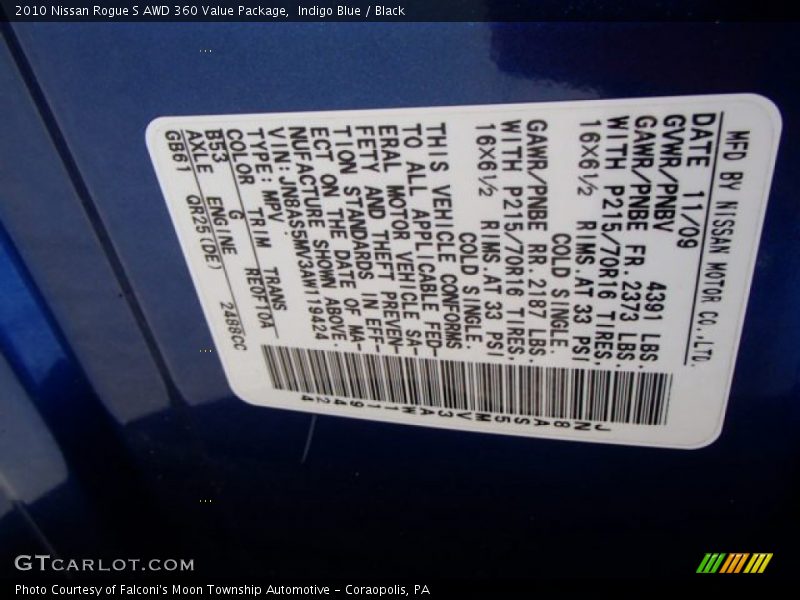 2010 Nissan Rogue S AWD 360 Value Package,  Indigo Blue / Black
MFD BY NISSAN MOTOR CO.,LTD.
DATE 11/09
GVWR/PNBV 4391 LBS.
GAWR/PNBE FR.2373 LBS.
WITH P215/70R16 TIRES,
16X6½ RIMS.AT 33 PSI
COLD SINGLE.
GAWR/PNBE RR.2187 LBS.
WITH P215/70R16 TIRES,
16X6½ RIMS.AT 33 PSI
COLD SINGLE.
THIS VEHICLE CONFORMS
TO ALL APPLICABLE FED-
ERAL MOTOR VEHICLE SA-
FETY AND THEFT PREVEN-
TION STANDARDS IN EFF-
ECT ON THE DATE OF MA-
NUFACTURE SHOWN ABOVE.
VIN:JN8AS5MV3AW119424
TYPE:MPV
COLOR TRIM TRANS
B53 G RE0F10A
AXLE ENGINE
GB61 QR25(DE) 2488CC
JN8AS5MV3AW119424
GTCARLOT.COM
Photo Courtesy of Falconi's Moon Township Automotive - Coraopolis, PA